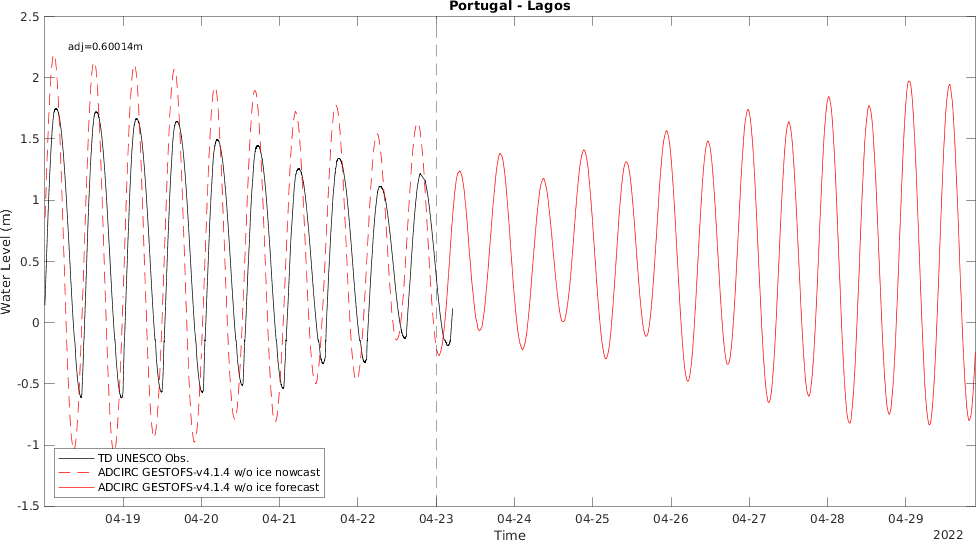 Portugal - Lagos
adj=0.60014m
2.5
2
1.5
1
0.5
0
-0.5
-1
-1.5
Water Level (m)
TD UNESCO Obs.
ADCIRC GESTOFS-v4.1.4 w/o ice nowcast
ADCIRC GESTOFS-v4.1.4 w/o ice forecast
04-19 04-20 04-21 04-22 04-23 04-24 04-25 04-26 04-27 04-28 04-29
Time
2022